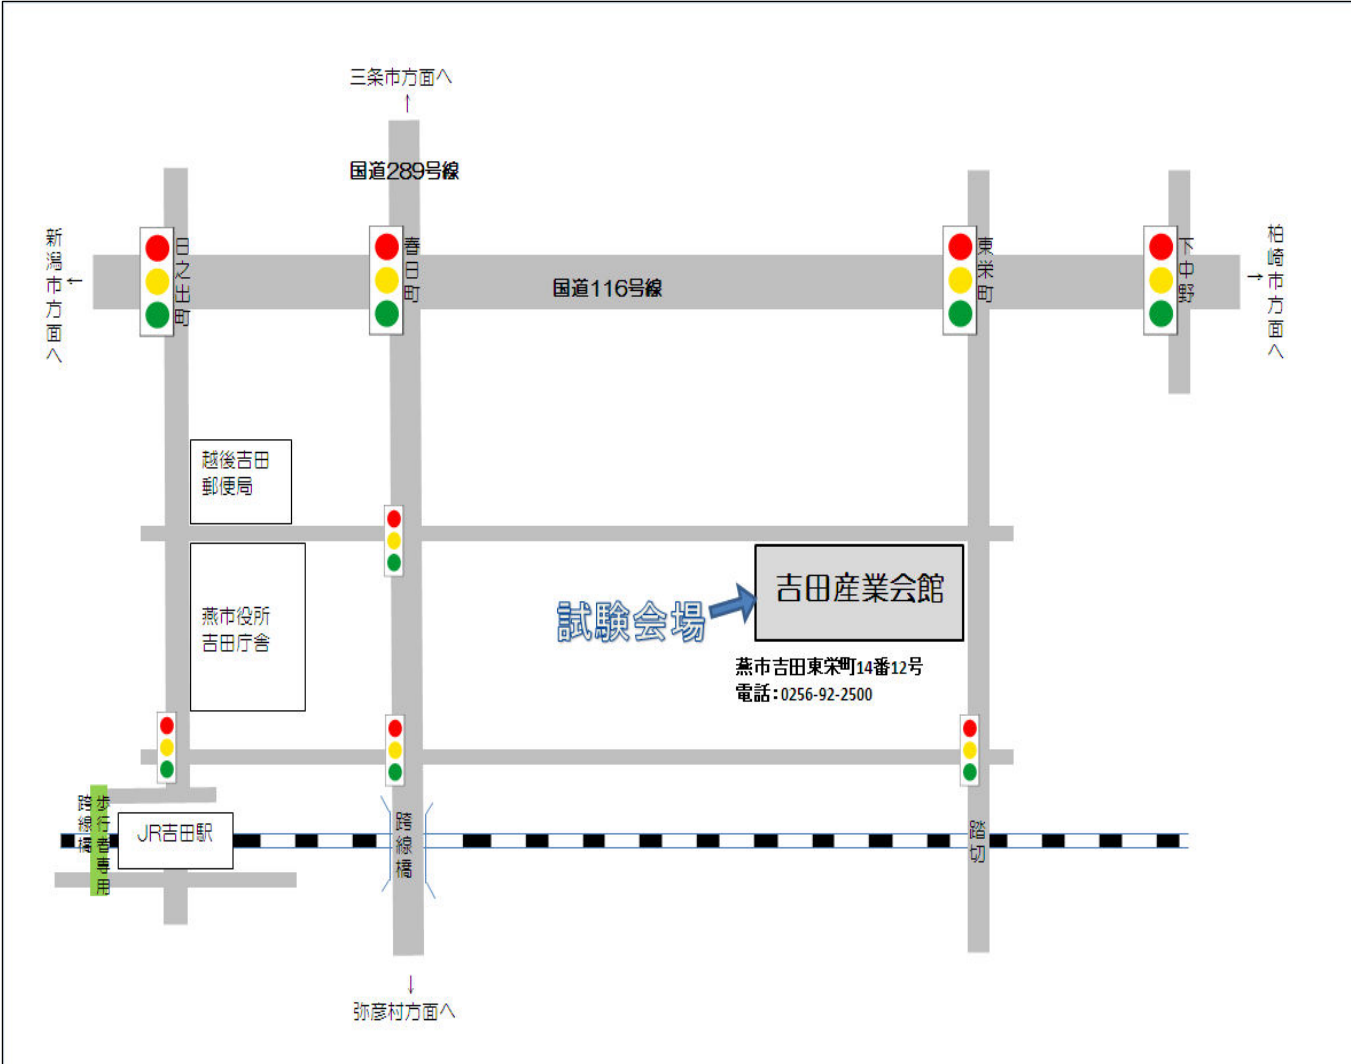 三条市方面へ
↑
国道289号線
新潟市方面へ
←
日之出町
春日町
国道116号線
東栄町
下中野
→
柏崎市方面へ
越後吉田
郵便局
燕市役所
吉田庁舎
試験会場
吉田産業会館
燕市吉田東栄町14番12号
電話:0256-92-2500
歩行者専用
跨線橋
JR吉田駅
跨線橋
踏切
↓
弥彦村方面へ